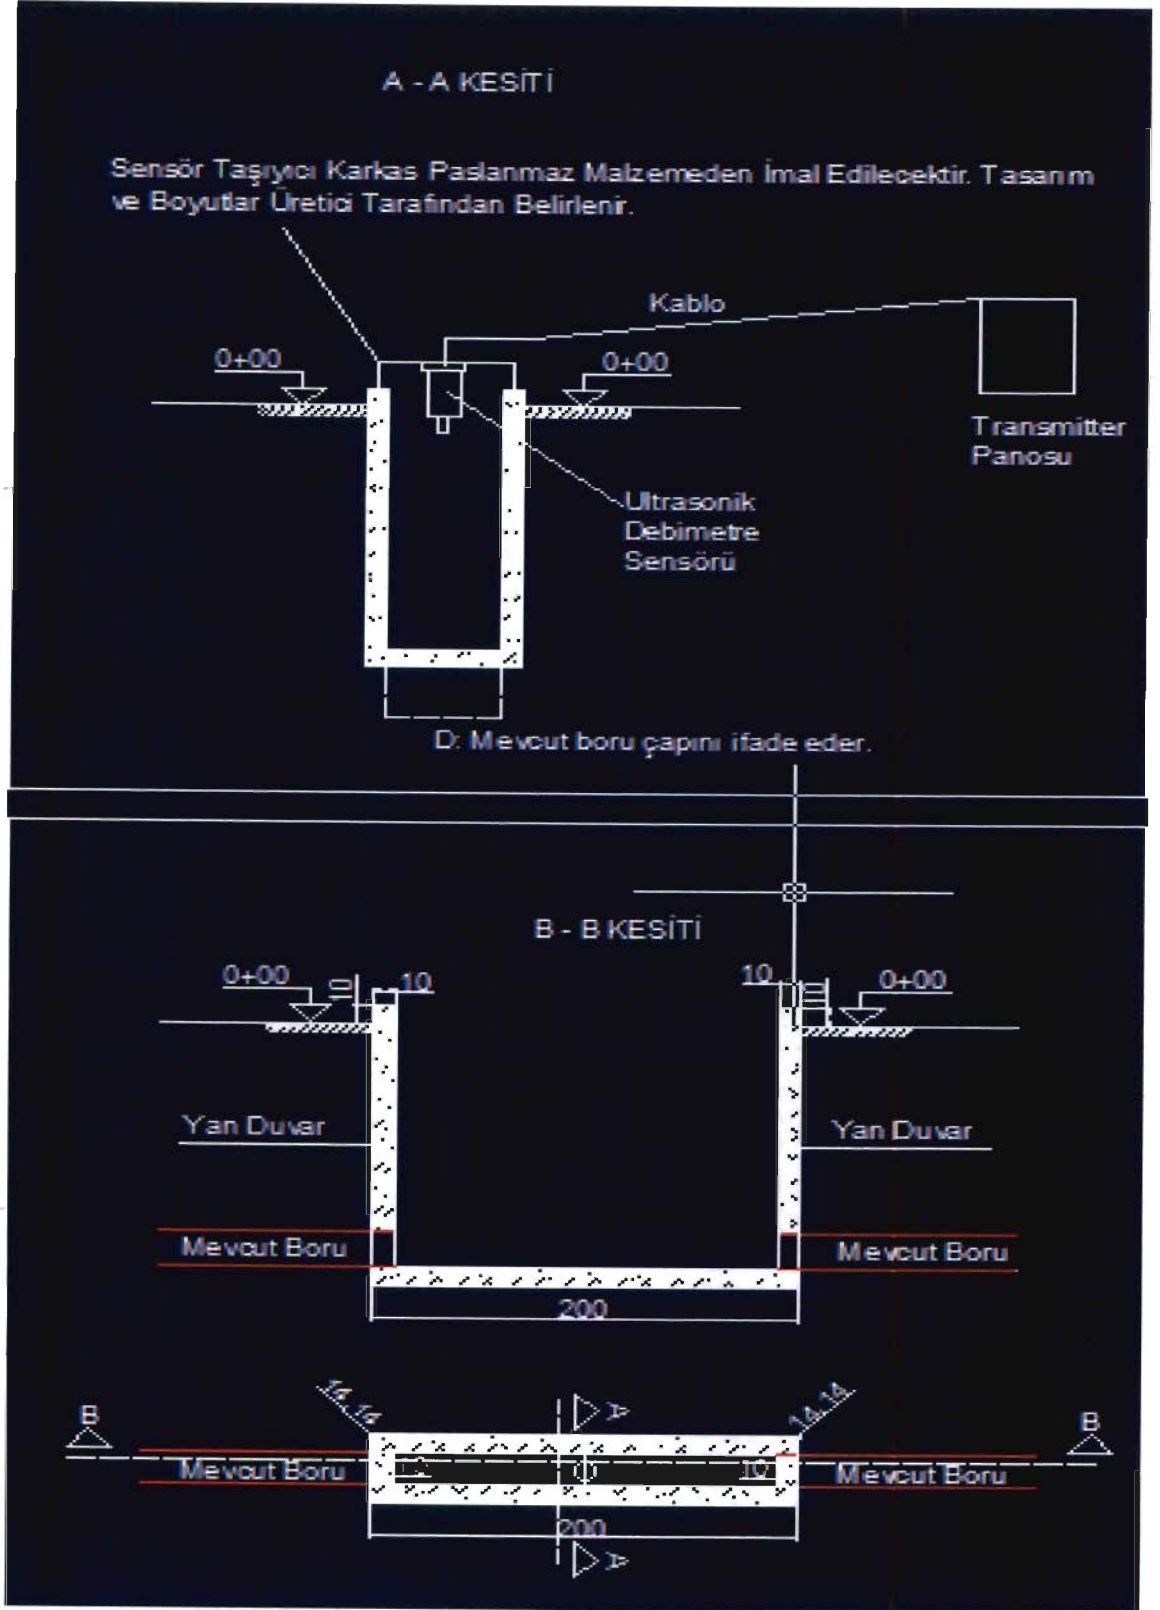 A - A KESİTİ
Sensör Taşıyıcı Karkas Paslanmaz Malzemeden İmal Edilecektir. Tasarım
ve Boyutlar Üretici Tarafından Belirlenir.
Kablo
0+00
0+00
Transmitter
Panosu
Ultrasonik
Debimetre
Sensörü
D: Mevcut boru çapını ifade eder.
B - B KESİTİ
0+00
10
10
10
10
0+00
Yan Duvar
Yan Duvar
Mevcut Boru
Mevcut Boru
200
14,14
A
14,14
B
B
Mevcut Boru
10
Mevcut Boru
200
A